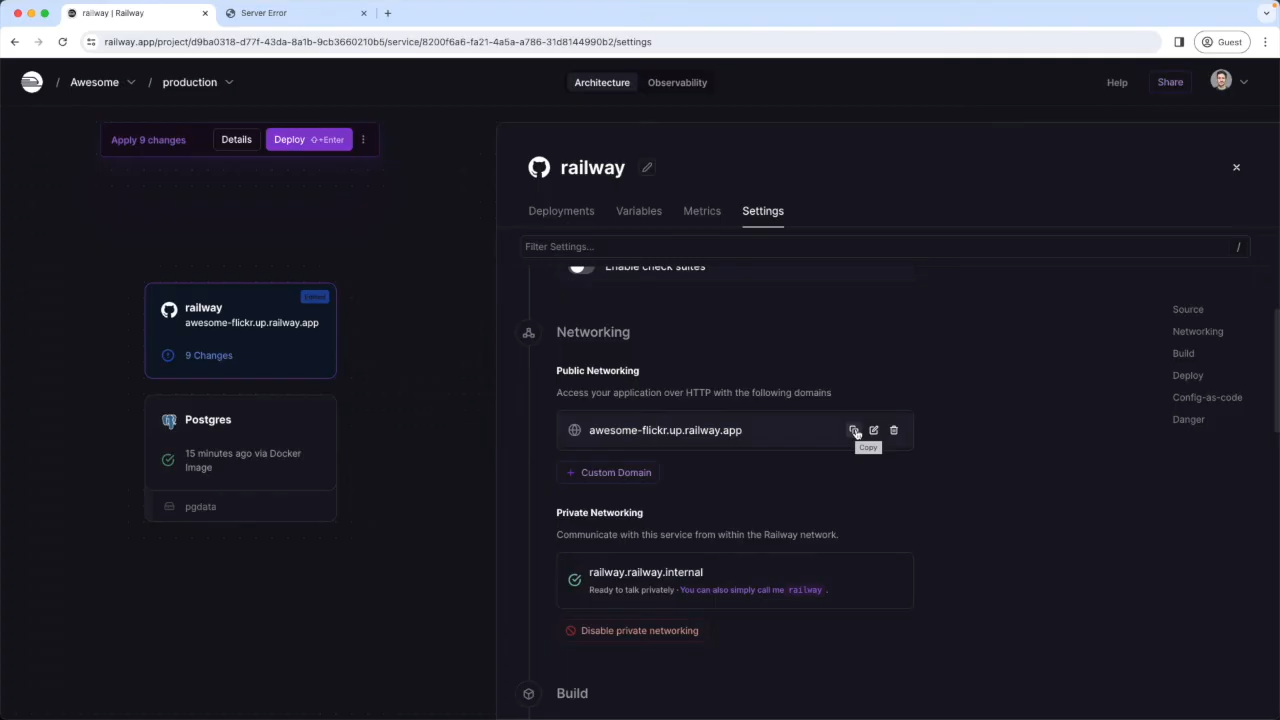 railway | Railway
Server Error
railway.app/project/d9ba0318-d77f-43da-8a1b-9cb3660210b5/service/8200f6a6-fa21-4a5a-a786-31d8144990b2/settings
Guest
/ Awesome / production
Architecture
Observability
Help
Share
Apply 9 changes
Details
Deploy ⇧+Enter
railway
Deployments
Variables
Metrics
Settings
Filter Settings...
/
Enable check suites
railway
awesome-flickr.up.railway.app
9 Changes
Postgres
15 minutes ago via Docker
Image
pgdata
Networking
Public Networking
Access your application over HTTP with the following domains
awesome-flickr.up.railway.app
Copy
+ Custom Domain
Private Networking
Communicate with this service from within the Railway network.
railway.railway.internal
Ready to talk privately · You can also simply call me railway .
Disable private networking
Build
Source
Networking
Build
Deploy
Config-as-code
Danger